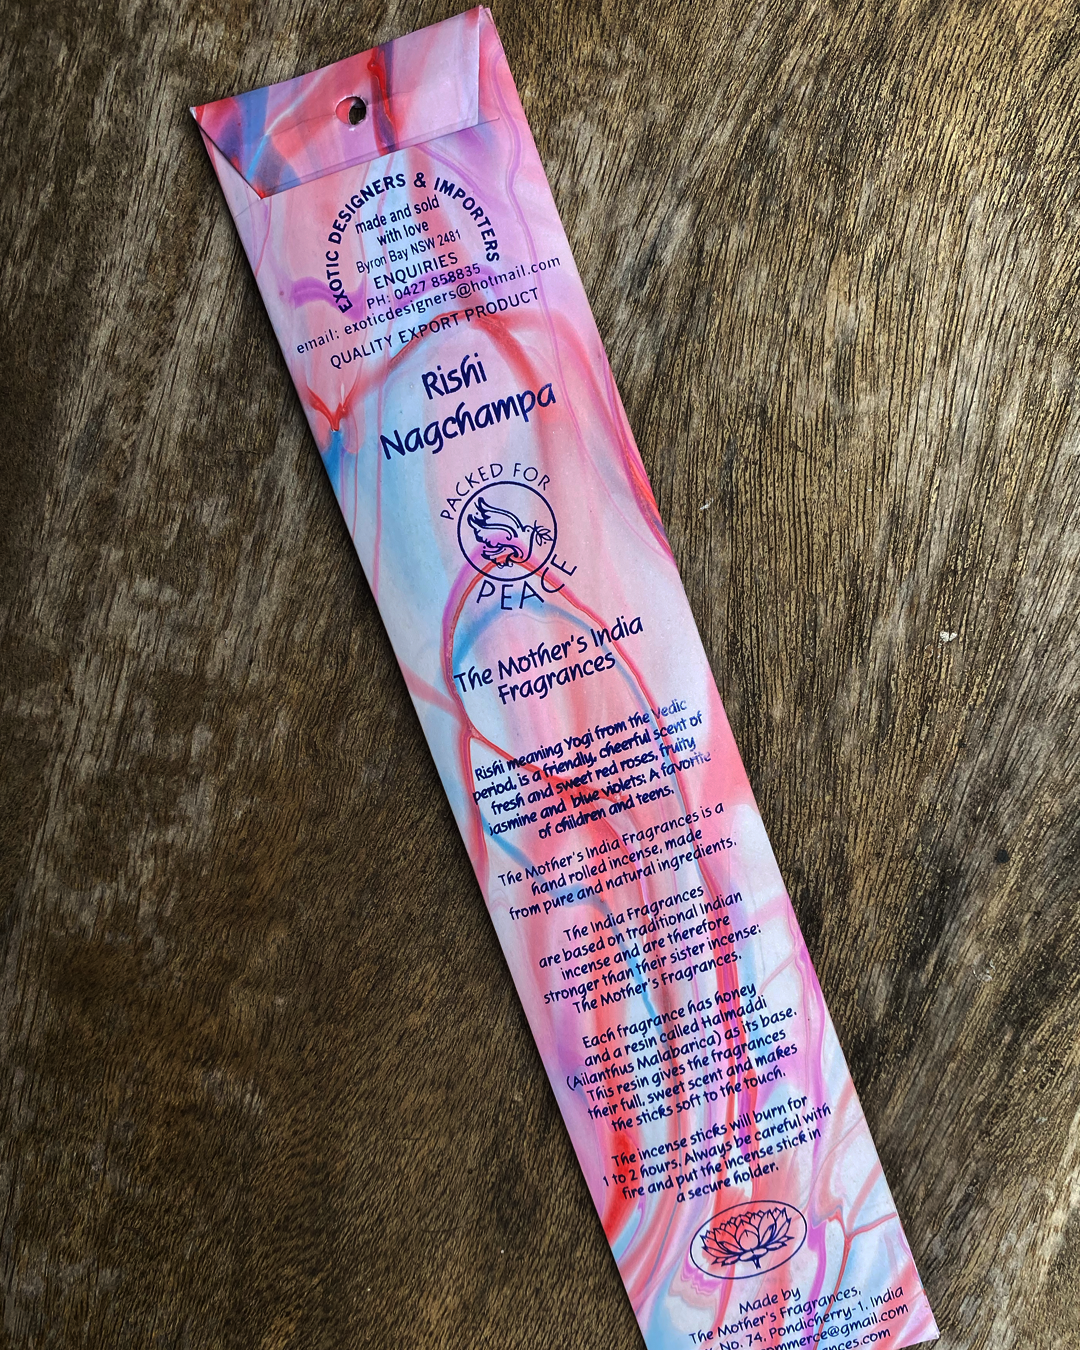 EXOTIC DESIGNERS & IMPORTERS
made and sold
with love
Byron Bay NSW 2481
ENQUIRIES
PH: 0427 858835
email: exoticdesigners@hotmail.com
QUALITY EXPORT PRODUCT
Rishi
Nagchampa
PACKED FOR
PEACE
The Mother's India
Fragrances
Rishi meaning Yogi from the Vedic
period, is a friendly, cheerful scent of
fresh and sweet red roses, fruity
jasmine and blue violets: A favorite
of children and teens.
The Mother's India Fragrances is a
hand rolled incense, made
from pure and natural ingredients.
The India Fragrances
are based on traditional Indian
incense and are therefore
stronger than their sister incense:
The Mother's Fragrances.
Each fragrance has honey
and a resin called Halmaddi
(Ailanthus Malabarica) as its base.
This resin gives the fragrances
their full, sweet scent and makes
the sticks soft to the touch.
The incense sticks will burn for
1 to 2 hours. Always be careful with
fire and put the incense stick in
a secure holder.
Made by
The Mother's Fragrances,
No. 74, Pondicherry-1, India
ommerce@gmail.com
ances.com